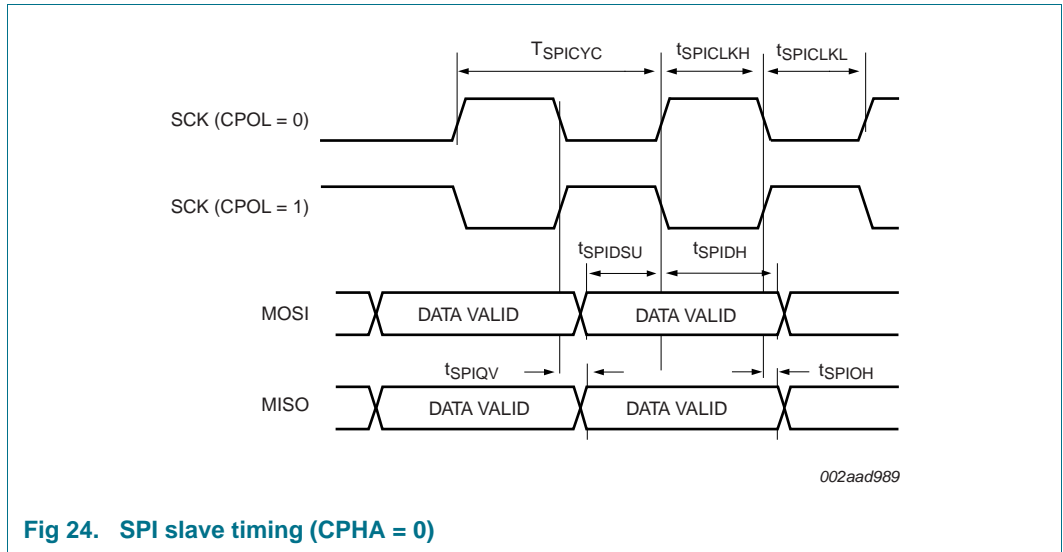 TSPICYC tSPICLKH tSPICLKL
SCK (CPOL = 0)
SCK (CPOL = 1)
tSPIDSU tSPIDH
MOSI DATA VALID DATA VALID
tSPIQV tSPIOH
MISO DATA VALID DATA VALID
002aad989
Fig 24. SPI slave timing (CPHA = 0)